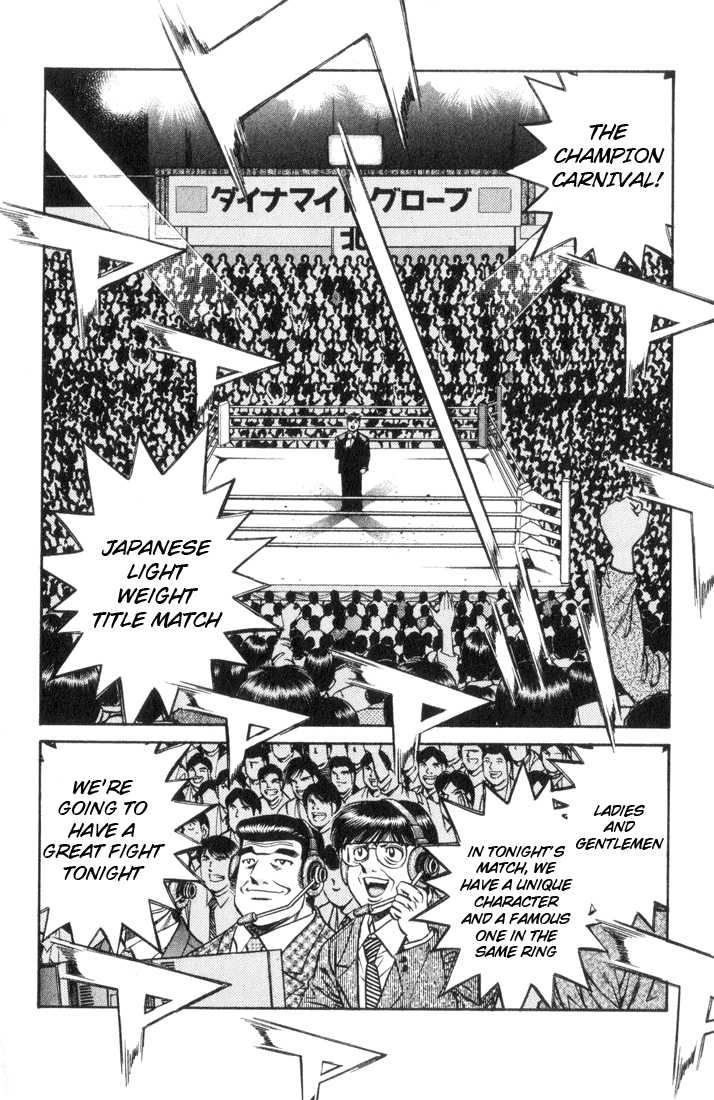 THE
CHAMPION
CARNIVAL!
ダイナマイトグローブ
北
JAPANESE
LIGHT
WEIGHT
TITLE MATCH
LADIES
AND
GENTLEMEN
IN TONIGHT'S
MATCH, WE
HAVE A UNIQUE
CHARACTER
AND A FAMOUS
ONE IN THE
SAME RING
WE'RE
GOING TO
HAVE A
GREAT FIGHT
TONIGHT